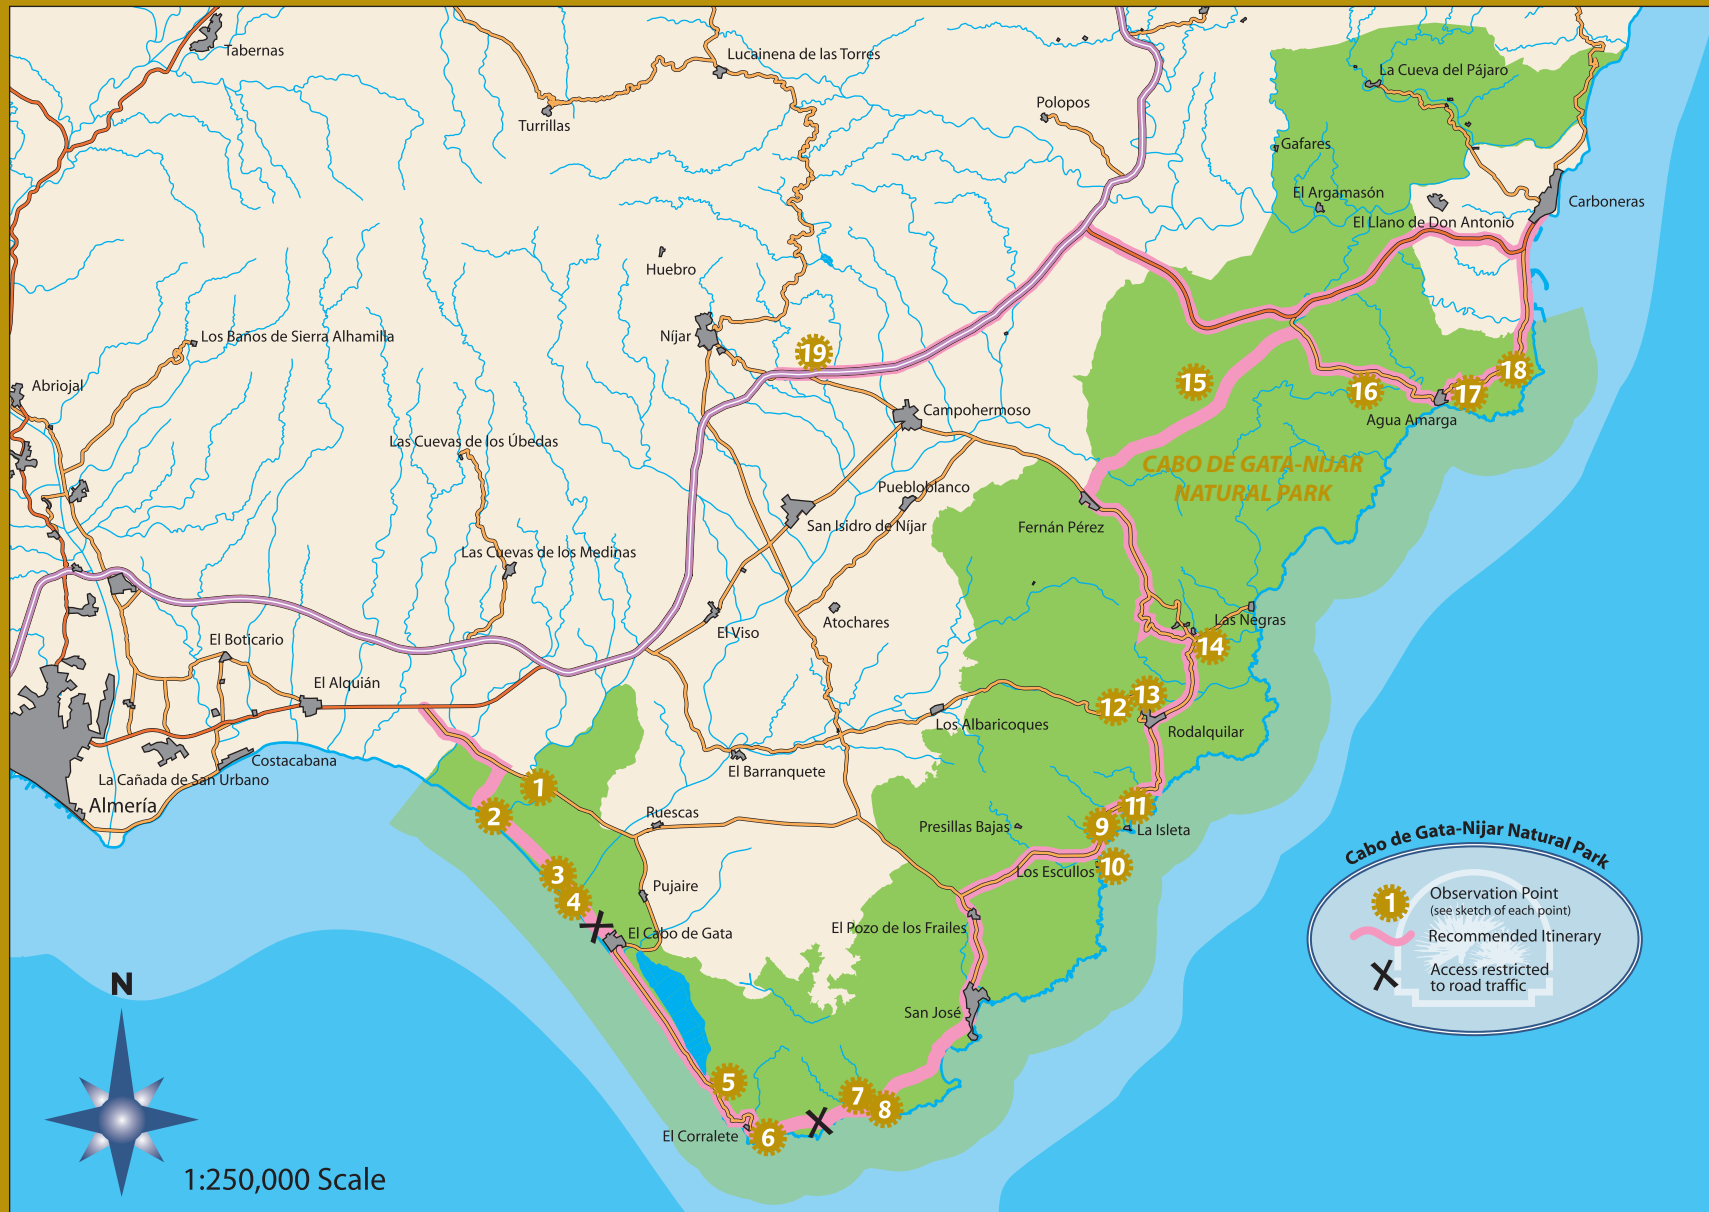 Tabernas
Lucainena de las Torres
La Cueva del Pájaro
Turrillas
Polopos
Gafares
El Argamasón
Carboneras
El Llano de Don Antonio
Huebro
Níjar
Los Baños de Sierra Alhamilla
19
18
Abriojal
15
16
17
Campohermoso
Agua Amarga
Las Cuevas de los Úbedas
CABO DE GATA-NIJAR
NATURAL PARK
Puebloblanco
San Isidro de Níjar
Fernán Pérez
Las Cuevas de los Medinas
El Viso
Atochares
Las Negras
14
El Boticario
El Alquián
12
13
Los Albaricoques
Rodalquilar
Costacabana
La Cañada de San Urbano
Almería
El Barranquete
1
2
Ruescas
Presillas Bajas
9
11
La Isleta
Los Escullos
10
3
4
Pujaire
El Cabo de Gata
El Pozo de los Frailes
San José
5
7
8
El Corralete
6
N
1:250,000 Scale
Cabo de Gata-Nijar Natural Park
1
Observation Point
(see sketch of each point)
Recommended Itinerary
Access restricted
to road traffic